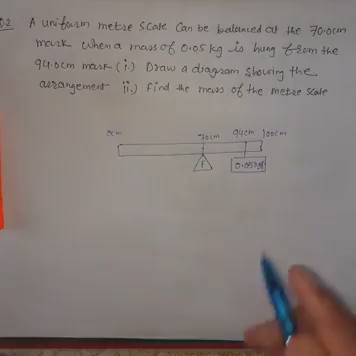 Q2 A uniform metre scale can be balanced at the 70.0cm
mark when a mass of 0.05 kg is hung from the
94.0cm mark (i.) Draw a diagram showing the
arrangement ii.) Find the mass of the metre scale
0cm 70cm 94cm 100cm
F 0.05kg